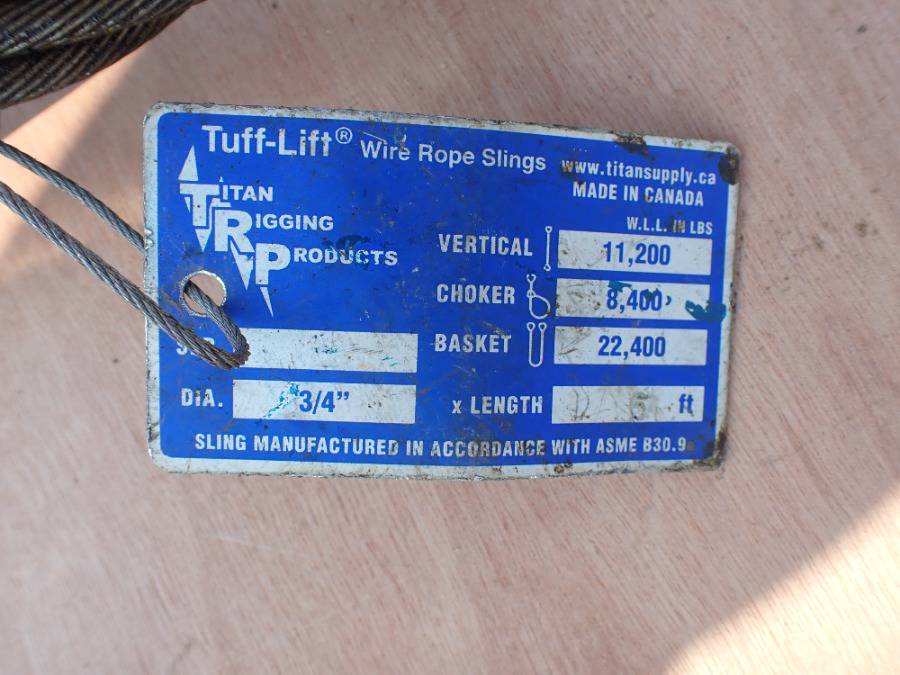 Tuff-Lift® Wire Rope Slings
www.titansupply.ca
MADE IN CANADA
TITAN
RIGGING
PRODUCTS
W.L.L. IN LBS
VERTICAL 11,200
CHOKER 8,400
BASKET 22,400
DIA. 3/4"
x LENGTH ft
SLING MANUFACTURED IN ACCORDANCE WITH ASME B30.9